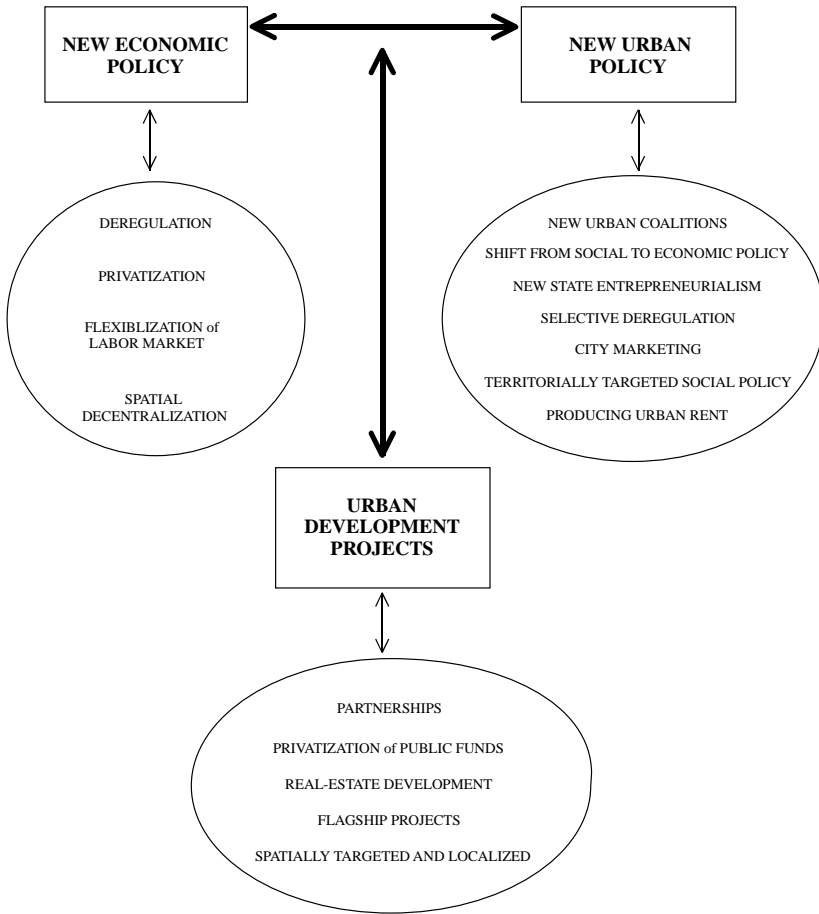 NEW ECONOMIC
POLICY
NEW URBAN
POLICY
DEREGULATION
PRIVATIZATION
FLEXIBLIZATION of
LABOR MARKET
SPATIAL
DECENTRALIZATION
NEW URBAN COALITIONS
SHIFT FROM SOCIAL TO ECONOMIC POLICY
NEW STATE ENTREPRENEURIALISM
SELECTIVE DEREGULATION
CITY MARKETING
TERRITORIALLY TARGETED SOCIAL POLICY
PRODUCING URBAN RENT
URBAN
DEVELOPMENT
PROJECTS
PARTNERSHIPS
PRIVATIZATION of PUBLIC FUNDS
REAL-ESTATE DEVELOPMENT
FLAGSHIP PROJECTS
SPATIALLY TARGETED AND LOCALIZED